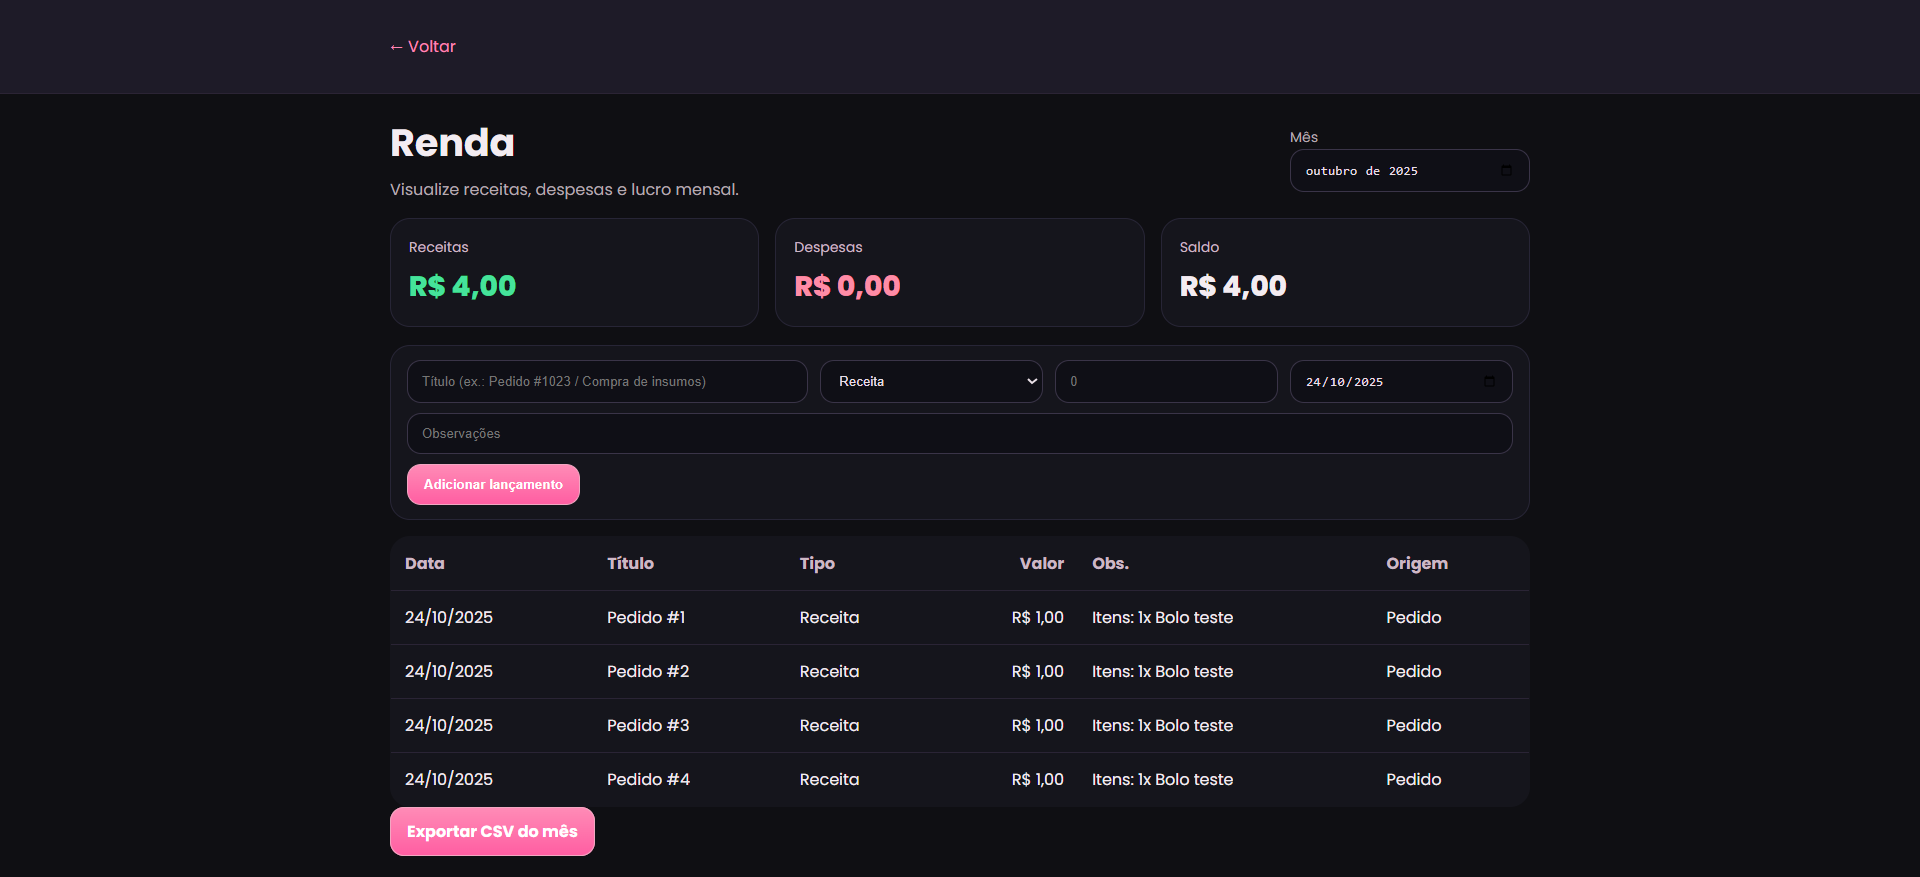 ← Voltar
Renda
Visualize receitas, despesas e lucro mensal.
Mês
outubro de 2025
Receitas
R$ 4,00
Despesas
R$ 0,00
Saldo
R$ 4,00
Título (ex.: Pedido #1023 / Compra de insumos) Receita 0 24/10/2025
Observações
Adicionar lançamento
Data Título Tipo Valor Obs. Origem
24/10/2025 Pedido #1 Receita R$ 1,00 Itens: 1x Bolo teste Pedido
24/10/2025 Pedido #2 Receita R$ 1,00 Itens: 1x Bolo teste Pedido
24/10/2025 Pedido #3 Receita R$ 1,00 Itens: 1x Bolo teste Pedido
24/10/2025 Pedido #4 Receita R$ 1,00 Itens: 1x Bolo teste Pedido
Exportar CSV do mês